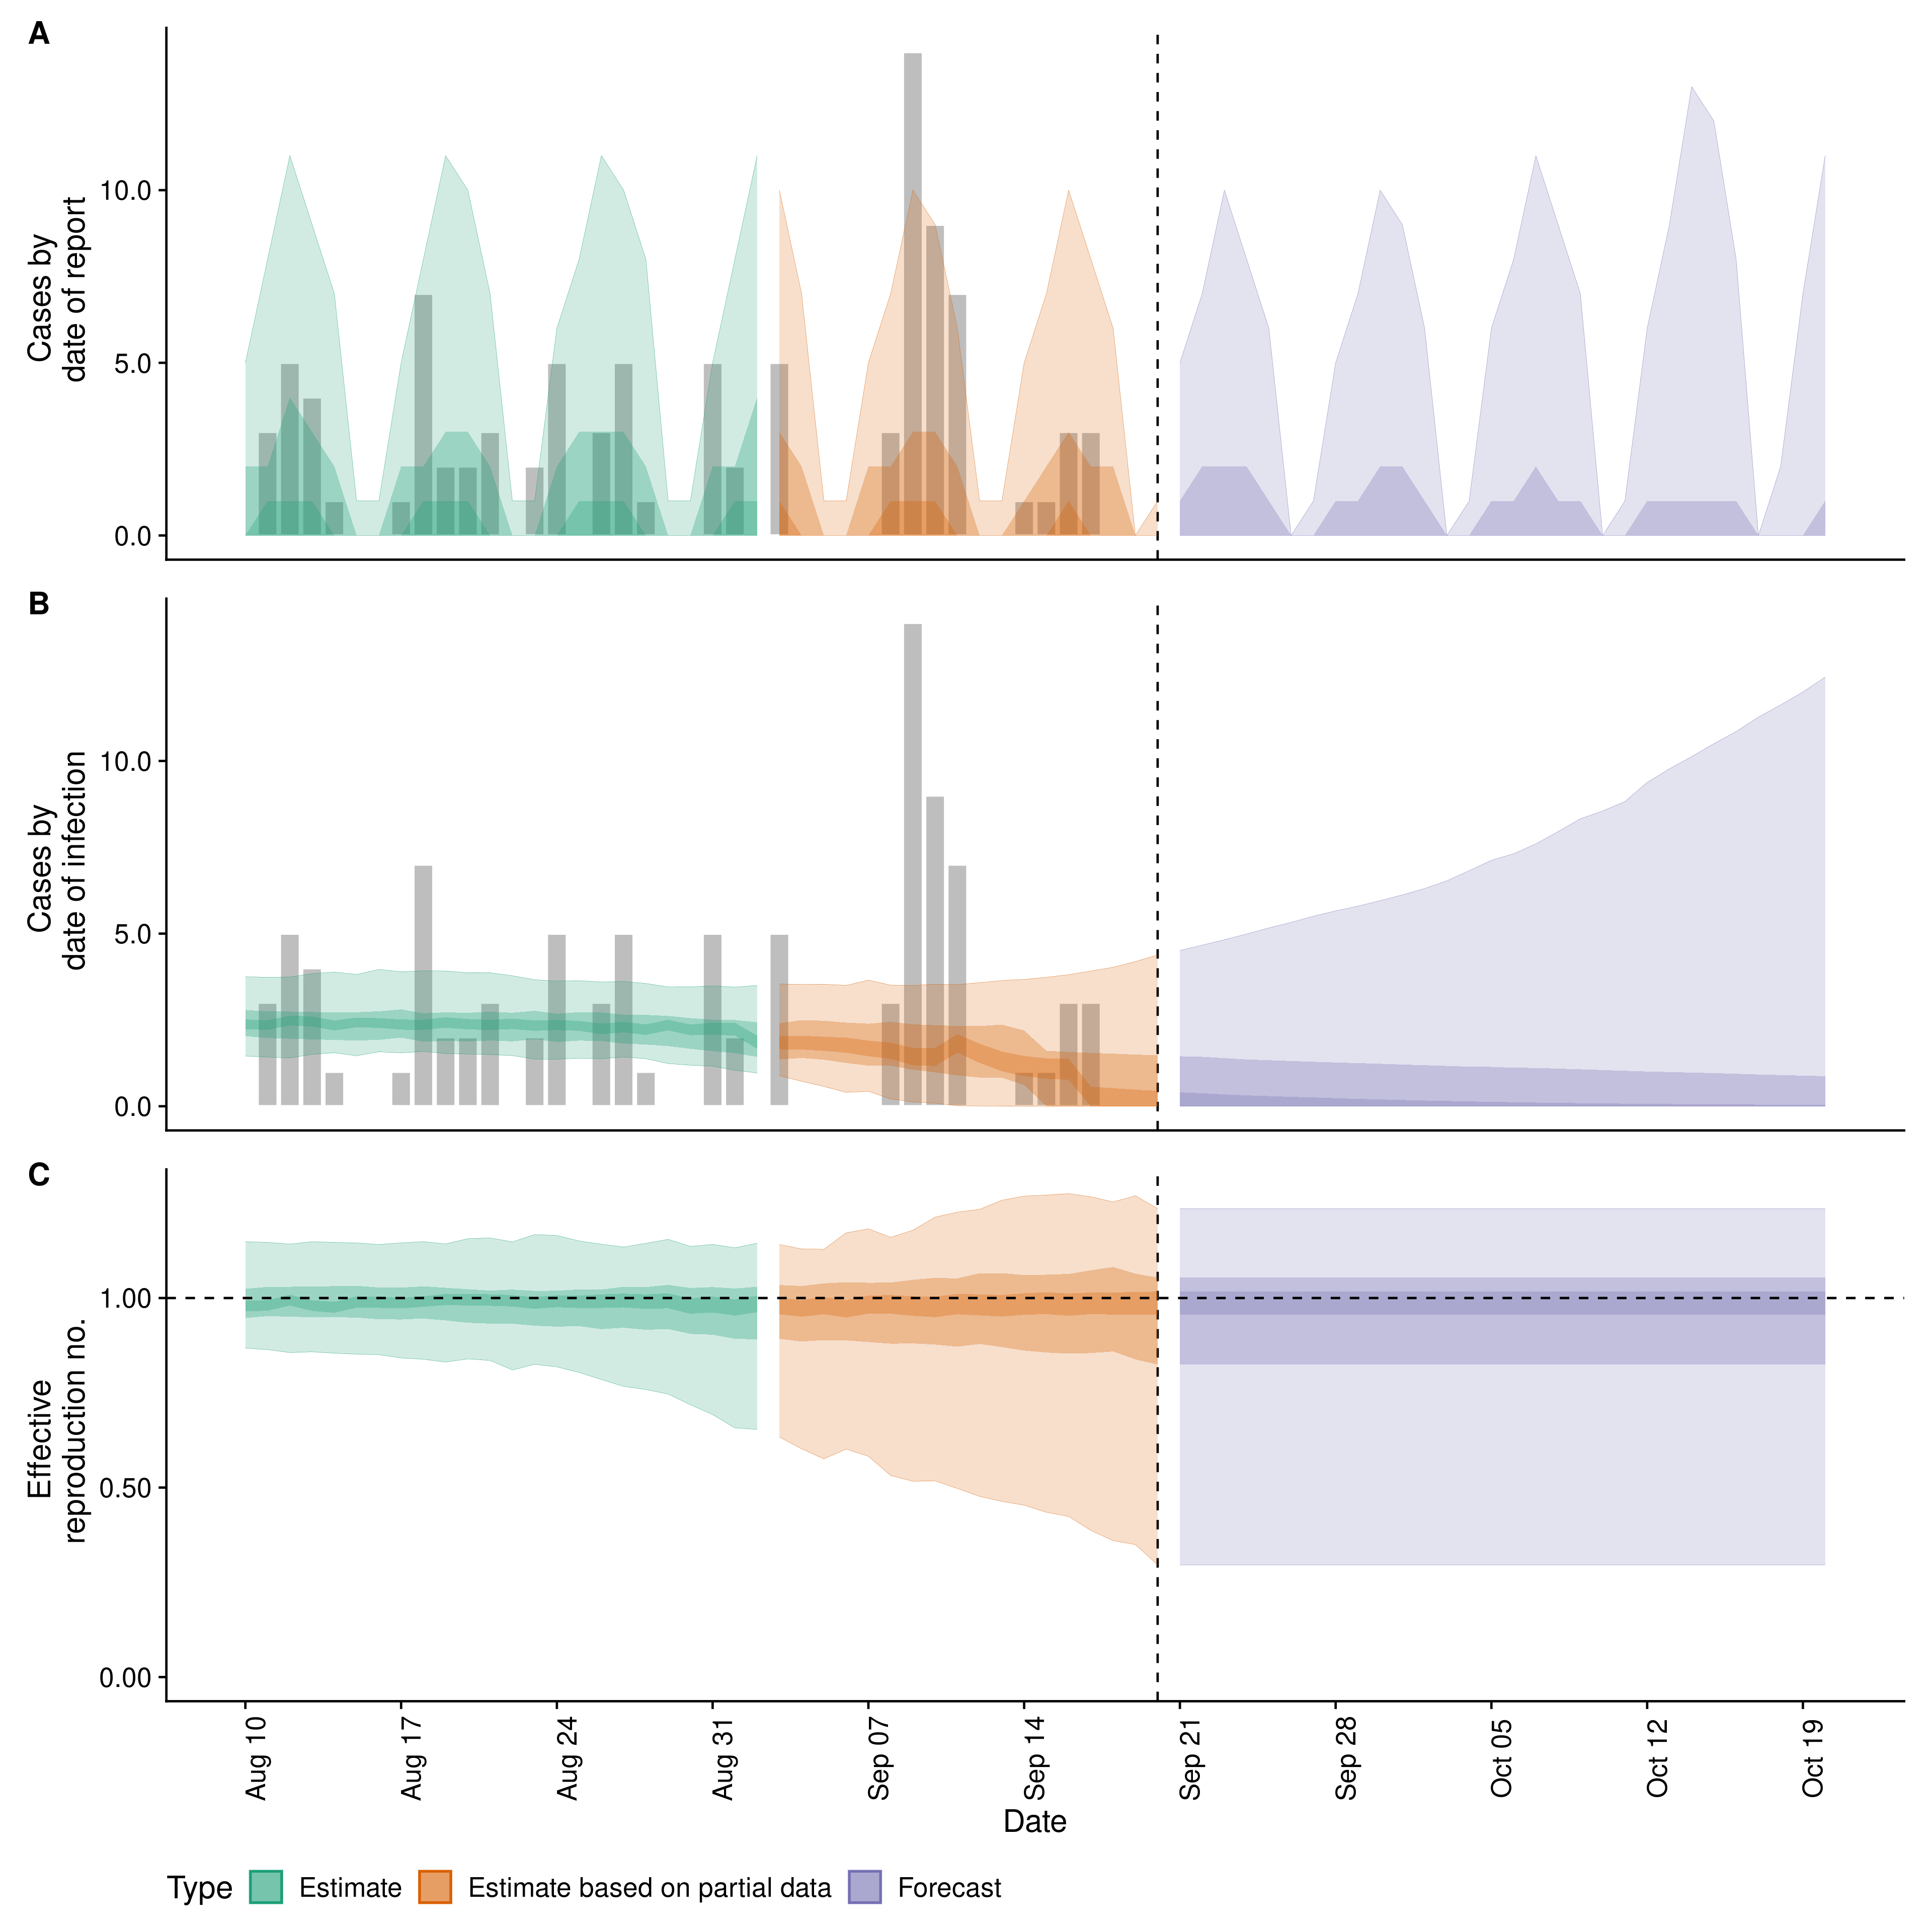 A
Cases by
date of report
10.0
5.0
0.0
B
Cases by
date of infection
10.0
5.0
0.0
C
Effective
reproduction no.
1.00
0.50
0.00
Aug 10
Aug 17
Aug 24
Aug 31
Sep 07
Sep 14
Sep 21
Sep 28
Oct 05
Oct 12
Oct 19
Date
Type Estimate Estimate based on partial data Forecast